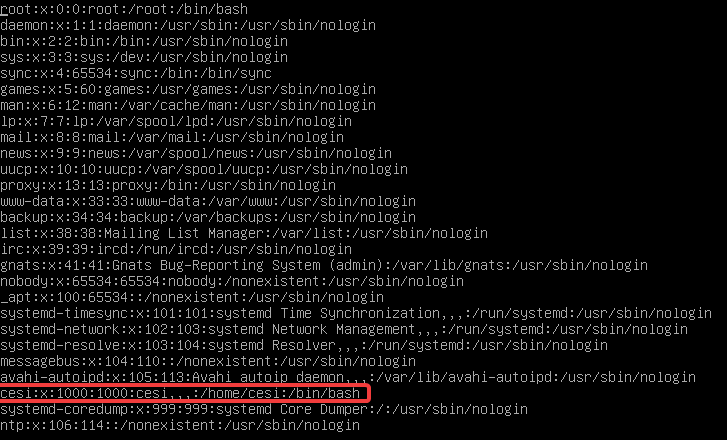 root:x:0:0:root:/root:/bin/bash
daemon:x:1:1:daemon:/usr/sbin:/usr/sbin/nologin
bin:x:2:2:bin:/bin:/usr/sbin/nologin
sys:x:3:3:sys:/dev:/usr/sbin/nologin
sync:x:4:65534:sync:/bin:/bin/sync
games:x:5:60:games:/usr/games:/usr/sbin/nologin
man:x:6:12:man:/var/cache/man:/usr/sbin/nologin
lp:x:7:7:lp:/var/spool/lpd:/usr/sbin/nologin
mail:x:8:8:mail:/var/mail:/usr/sbin/nologin
news:x:9:9:news:/var/spool/news:/usr/sbin/nologin
uucp:x:10:10:uucp:/var/spool/uucp:/usr/sbin/nologin
proxy:x:13:13:proxy:/bin:/usr/sbin/nologin
www-data:x:33:33:www-data:/var/www:/usr/sbin/nologin
backup:x:34:34:backup:/var/backups:/usr/sbin/nologin
list:x:38:38:Mailing List Manager:/var/list:/usr/sbin/nologin
irc:x:39:39:ircd:/run/ircd:/usr/sbin/nologin
gnats:x:41:41:Gnats Bug-Reporting System (admin):/var/lib/gnats:/usr/sbin/nologin
nobody:x:65534:65534:nobody:/nonexistent:/usr/sbin/nologin
_apt:x:100:65534::/nonexistent:/usr/sbin/nologin
systemd-timesync:x:101:101:systemd Time Synchronization,,,:/run/systemd:/usr/sbin/nologin
systemd-network:x:102:103:systemd Network Management,,,:/run/systemd:/usr/sbin/nologin
systemd-resolve:x:103:104:systemd Resolver,,,:/run/systemd:/usr/sbin/nologin
messagebus:x:104:110::/nonexistent:/usr/sbin/nologin
avahi-autoipd:x:105:113:Avahi autoip daemon,,,:/var/lib/avahi-autoipd:/usr/sbin/nologin
cesi:x:1000:1000:cesi,,,:/home/cesi:/bin/bash
systemd-coredump:x:999:999:systemd Core Dumper:/:/usr/sbin/nologin
ntp:x:106:114::/nonexistent:/usr/sbin/nologin